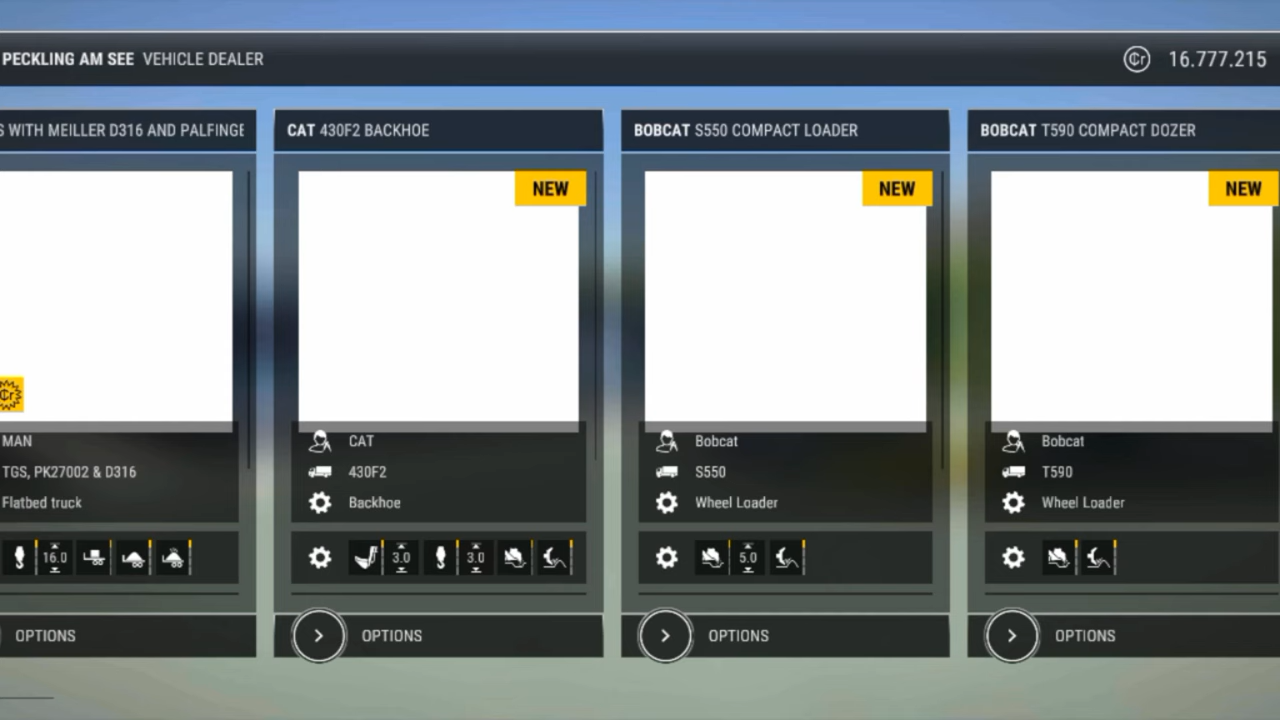 PECKLING AM SEE VEHICLE DEALER
16.777.215
S WITH MEILLER D316 AND PALFINGE
MAN
TGS, PK27002 & D316
Flatbed truck
16.0
OPTIONS
CAT 430F2 BACKHOE
NEW
CAT
430F2
Backhoe
3.0
3.0
OPTIONS
BOBCAT S550 COMPACT LOADER
NEW
Bobcat
S550
Wheel Loader
5.0
OPTIONS
BOBCAT T590 COMPACT DOZER
NEW
Bobcat
T590
Wheel Loader
OPTIONS